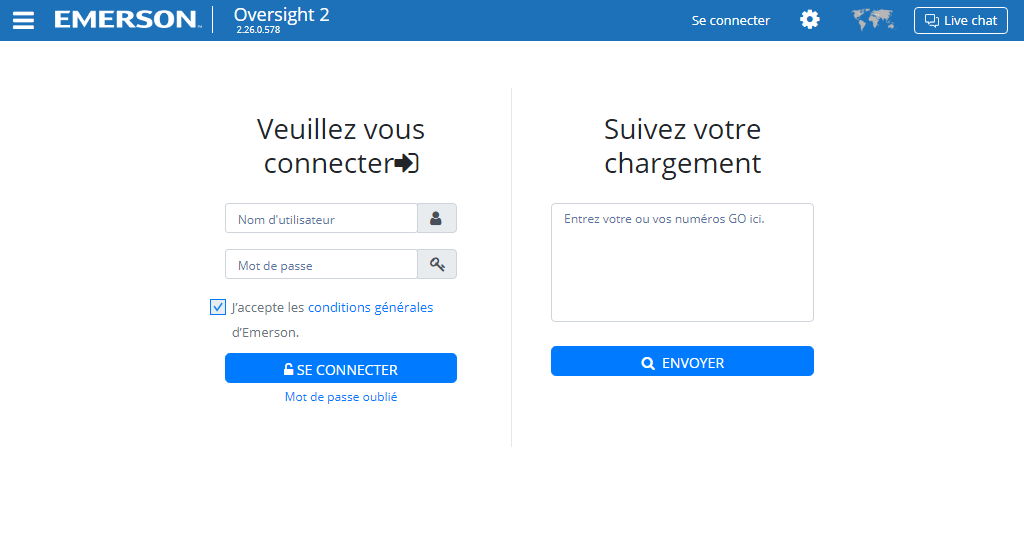 EMERSON™
Oversight 2
2.26.0.578
Se connecter
Live chat
Veuillez vous
connecter
Nom d'utilisateur
Mot de passe
J'accepte les conditions générales
d'Emerson.
SE CONNECTER
Mot de passe oublié
Suivez votre
chargement
Entrez votre ou vos numéros GO ici.
ENVOYER